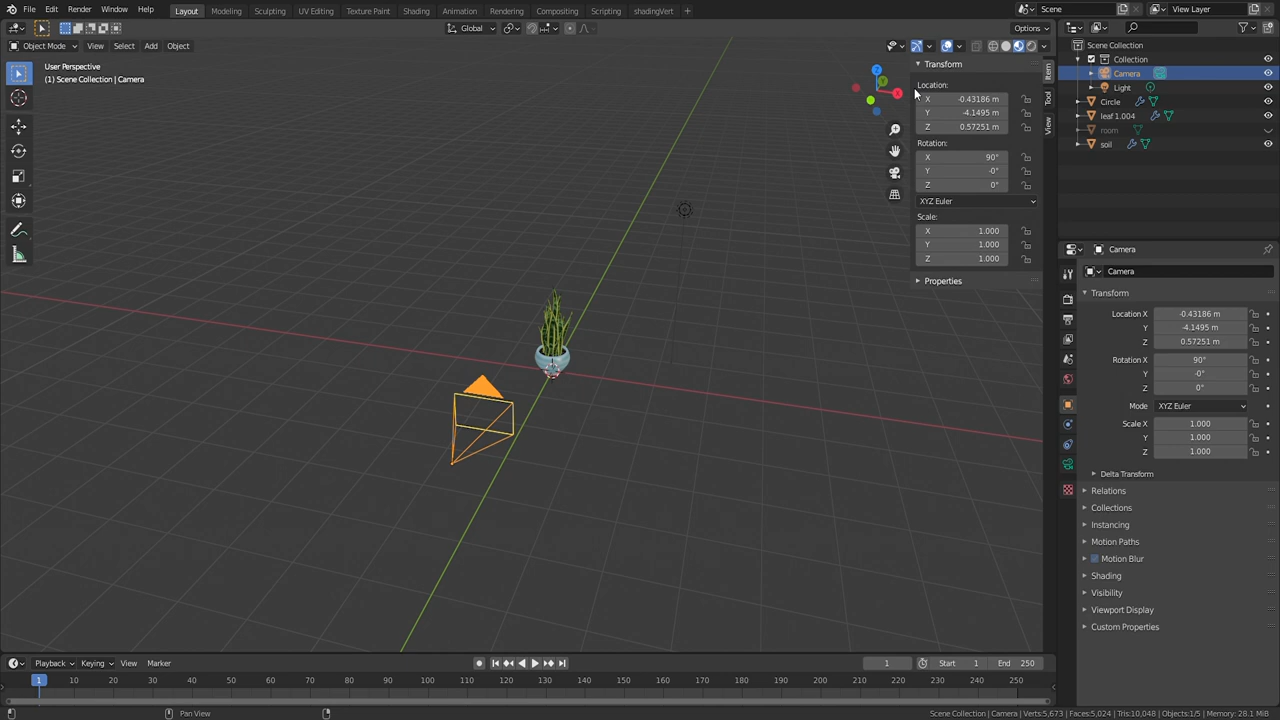 File Edit Render Window Help Layout Modeling Sculpting UV Editing Texture Paint Shading Animation Rendering Compositing Scripting shadingVert + Scene View Layer
Global Options
Object Mode View Select Add Object
User Perspective
(1) Scene Collection | Camera
Z
X
Transform
Location:
X -0.43186 m
Y -4.1495 m
Z 0.57251 m
Rotation:
X 90°
Y -0°
Z 0°
XYZ Euler
Scale:
X 1.000
Y 1.000
Z 1.000
Properties
Item
Tool
View
Scene Collection
Collection
Camera
Light
Circle
leaf 1.004
room
soil
Camera
Camera
Transform
Location X -0.43186 m
Y -4.1495 m
Z 0.57251 m
Rotation X 90°
Y -0°
Z 0°
Mode XYZ Euler
Scale X 1.000
Y 1.000
Z 1.000
Delta Transform
Relations
Collections
Instancing
Motion Paths
Motion Blur
Shading
Visibility
Viewport Display
Custom Properties
Playback Keying View Marker 1 Start 1 End 250
1 10 20 30 40 50 60 70 80 90 100 110 120 130 140 150 160 170 180 190 200 210 220 230 240 250
Pan View Scene Collection | Camera | Verts:5,673 | Faces:5,024 | Tris:10,048 | Objects:1/5 | Memory: 28.1 MiB